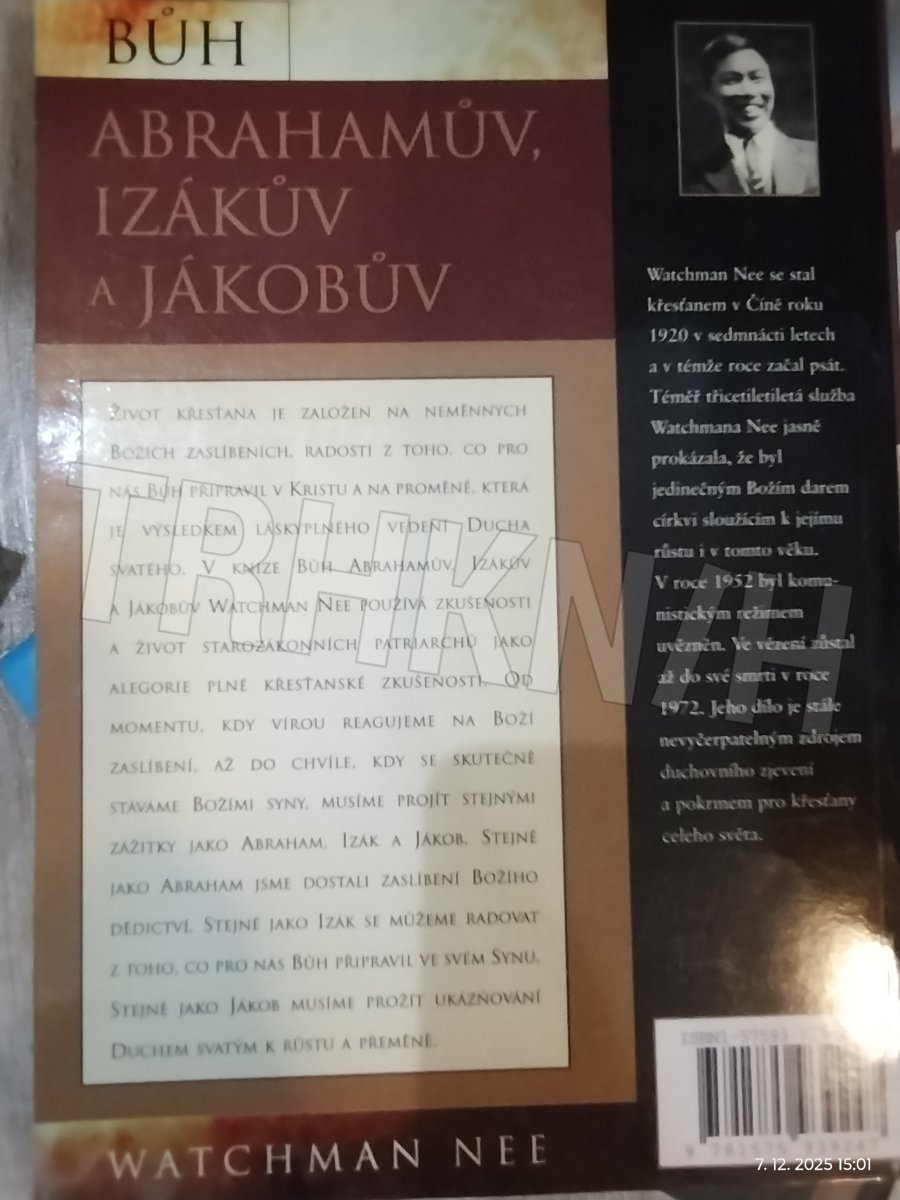 BŮH
ABRAHAMŮV,
IZÁKŮV
A JÁKOBŮV
ŽIVOT KŘESŤANA JE ZALOŽEN NA NEMĚNNÝCH
BOŽÍCH ZASLÍBENÍCH, RADOSTI Z TOHO, CO PRO
NÁS BŮH PŘIPRAVIL V KRISTU A NA PROMĚNĚ, KTERÁ
JE VÝSLEDKEM LÁSKYPLNÉHO VEDENÍ DUCHA
SVATÉHO. V KNIZE BŮH ABRAHAMŮV, IZÁKŮV
A JÁKOBŮV WATCHMAN NEE POUŽÍVÁ ZKUŠENOSTI
A ŽIVOT STAROZÁKONNÍCH PATRIARCHŮ JAKO
ALEGORIE PLNÉ KŘESŤANSKÉ ZKUŠENOSTI. OD
MOMENTU, KDY VÍROU REAGUJEME NA BOŽÍ
ZASLÍBENÍ, AŽ DO CHVÍLE, KDY SE SKUTEČNĚ
STÁVÁME BOŽÍMI SYNY, MUSÍME PROJÍT STEJNÝMI
ZÁŽITKY JAKO ABRAHAM, IZÁK A JÁKOB. STEJNĚ
JAKO ABRAHAM JSME DOSTALI ZASLÍBENÍ BOŽÍHO
DĚDICTVÍ. STEJNĚ JAKO IZÁK SE MŮŽEME RADOVAT
Z TOHO, CO PRO NÁS BŮH PŘIPRAVIL VE SVÉM SYNU.
STEJNĚ JAKO JÁKOB MUSÍME PROŽÍT UKÁZŇOVÁNÍ
DUCHEM SVATÝM K RŮSTU A PŘEMĚNĚ.
WATCHMAN NEE
Watchman Nee se stal
křesťanem v Číně roku
1920 v sedmnácti letech
a v témže roce začal psát.
Téměř třicetiletiletá služba
Watchmana Nee jasně
prokázala, že byl
jedinečným Božím darem
církvi sloužícím k jejímu
růstu i v tomto věku.
V roce 1952 byl komu-
nistickým režimem
uvězněn. Ve vězení zůstal
až do své smrti v roce
1972. Jeho dílo je stále
nevyčerpatelným zdrojem
duchovního zjevení
a pokrmem pro křesťany
celého světa.
TRHKNIH
7. 12. 2025 15:01